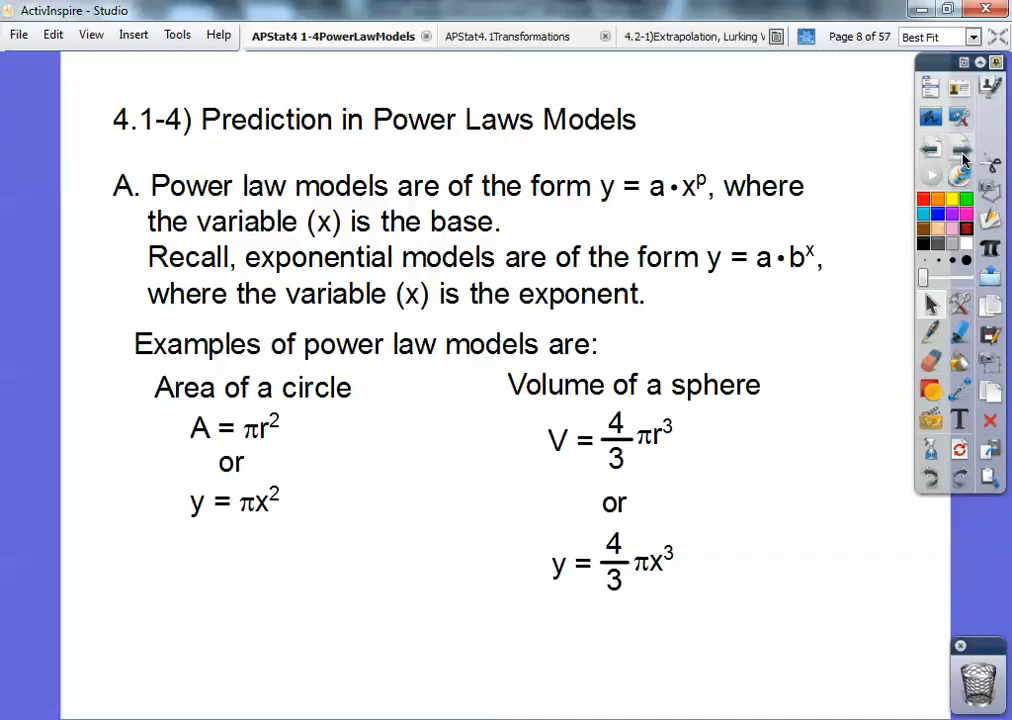 ActivInspire - Studio
File Edit View Insert Tools Help
APStat4 1-4PowerLawModels APStat4.1Transformations 4.2-1)Extrapolation, Lurking V Page 8 of 57 Best Fit
4.1-4) Prediction in Power Laws Models
A. Power law models are of the form y = a•xᵖ, where
the variable (x) is the base.
Recall, exponential models are of the form y = a•bˣ,
where the variable (x) is the exponent.
Examples of power law models are:
Area of a circle
A = πr²
or
y = πx²
Volume of a sphere
V = 4/3 πr³
or
y = 4/3 πx³